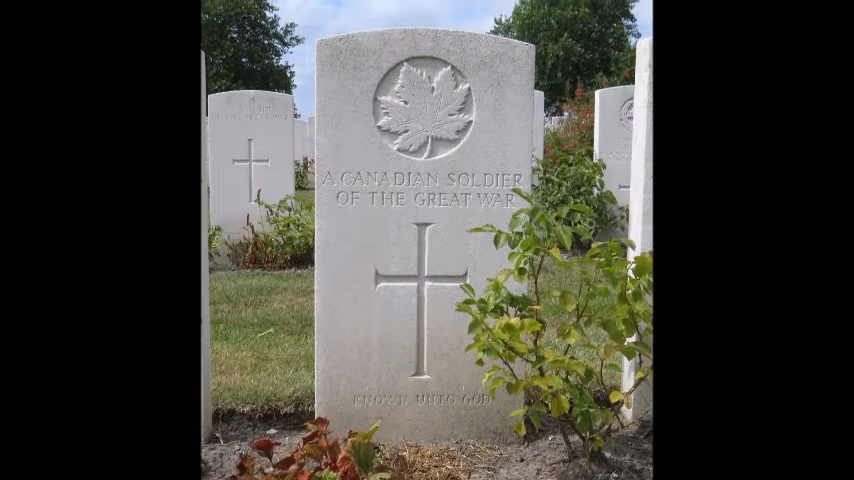 A CANADIAN SOLDIER
OF THE GREAT WAR
KNOWN UNTO GOD